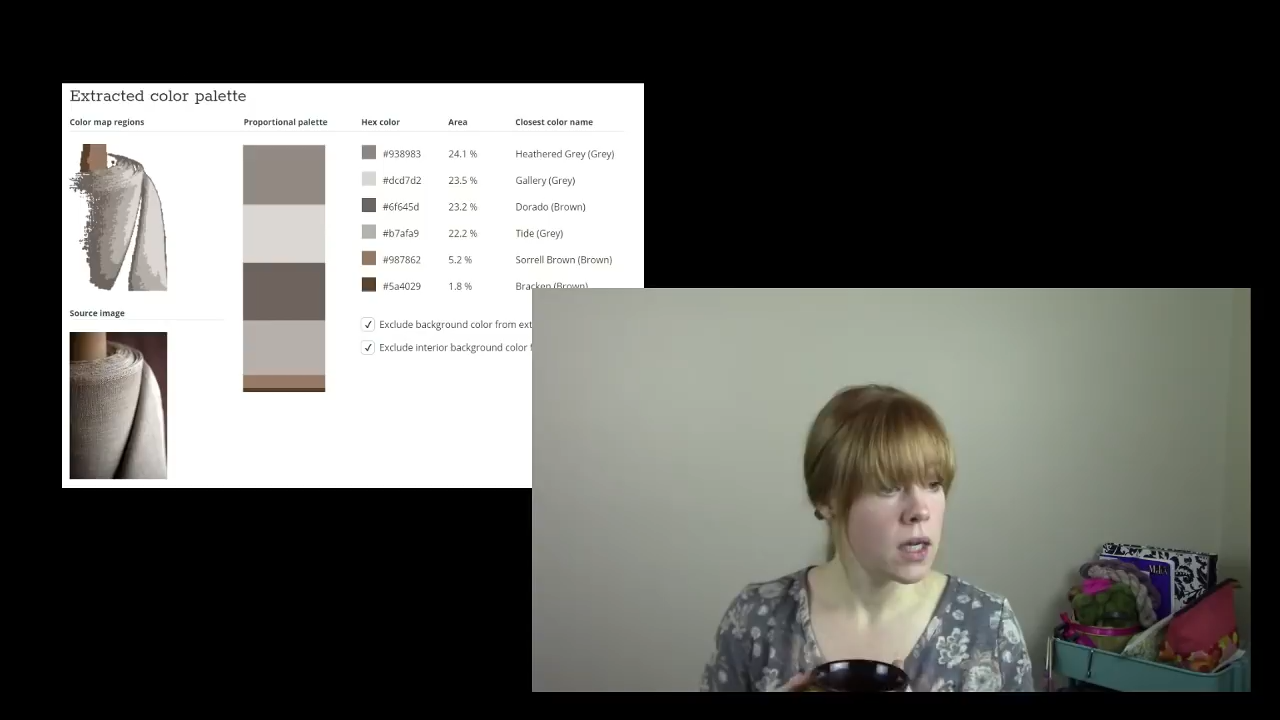 Extracted color palette
Color map regions
Proportional palette
Hex color Area Closest color name
#938983 24.1 % Heathered Grey (Grey)
#dcd7d2 23.5 % Gallery (Grey)
#6f645d 23.2 % Dorado (Brown)
#b7afa9 22.2 % Tide (Grey)
#987862 5.2 % Sorrell Brown (Brown)
#5a4029 1.8 % Bracken (Brown)
Exclude background color from ext
Exclude interior background color f
Source image